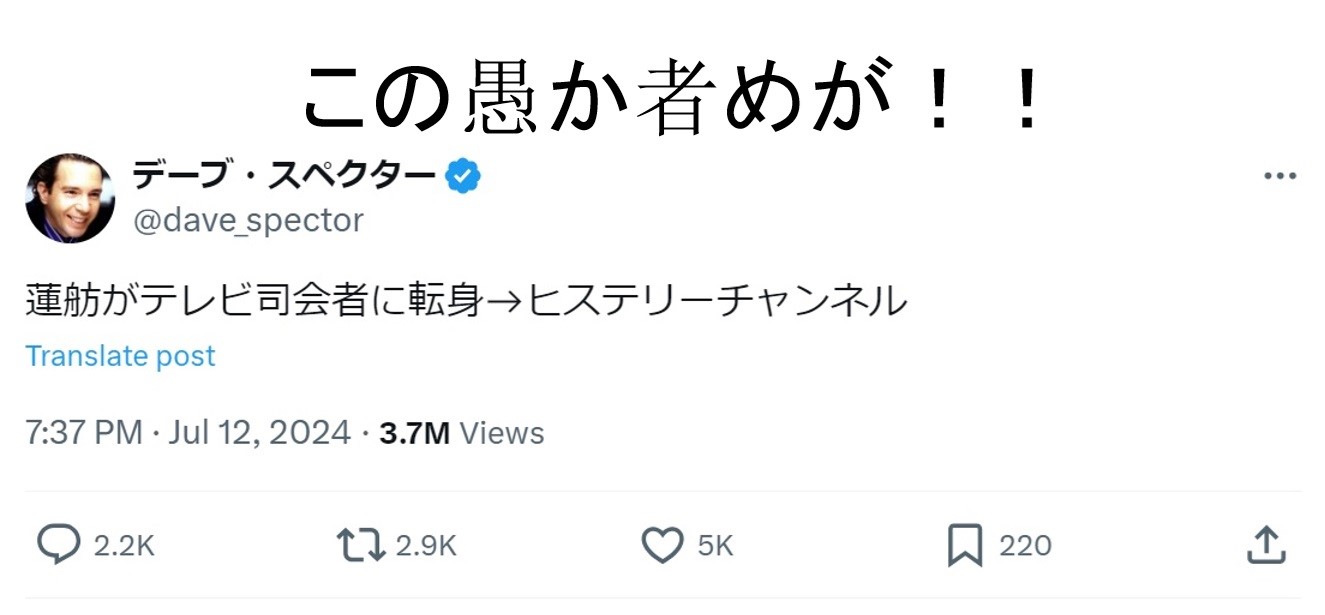 この愚か者めが！！
デーブ・スペクター
@dave_spector
蓮舫がテレビ司会者に転身→ヒステリーチャンネル
Translate post
7:37 PM · Jul 12, 2024 · 3.7M Views
2.2K 2.9K 5K 220